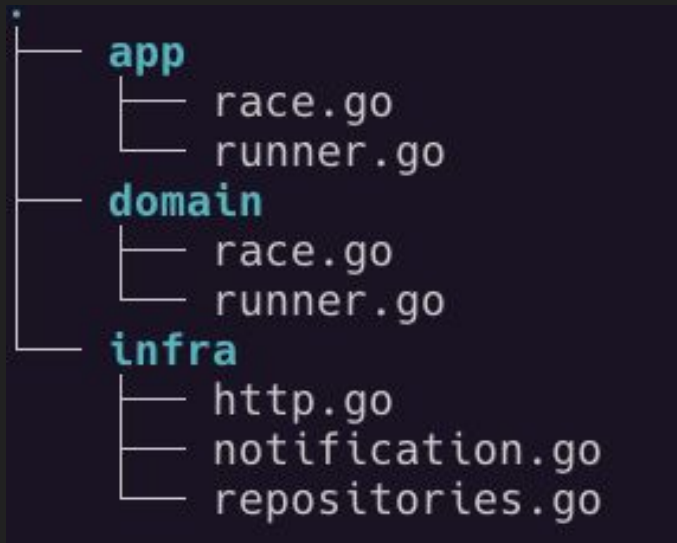 .
app
race.go
runner.go
domain
race.go
runner.go
infra
http.go
notification.go
repositories.go